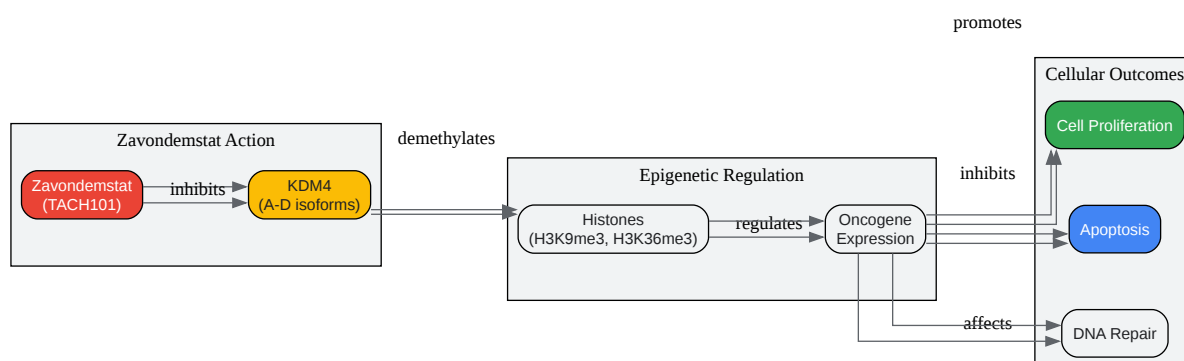 promotes
Cellular Outcomes
Cell Proliferation
Zavondemstat Action
demethylates
Epigenetic Regulation
inhibits
Zavondemstat
(TACH101)
inhibits
KDM4
(A-D isoforms)
Histones
(H3K9me3, H3K36me3)
regulates
Oncogene
Expression
Apoptosis
affects
DNA Repair